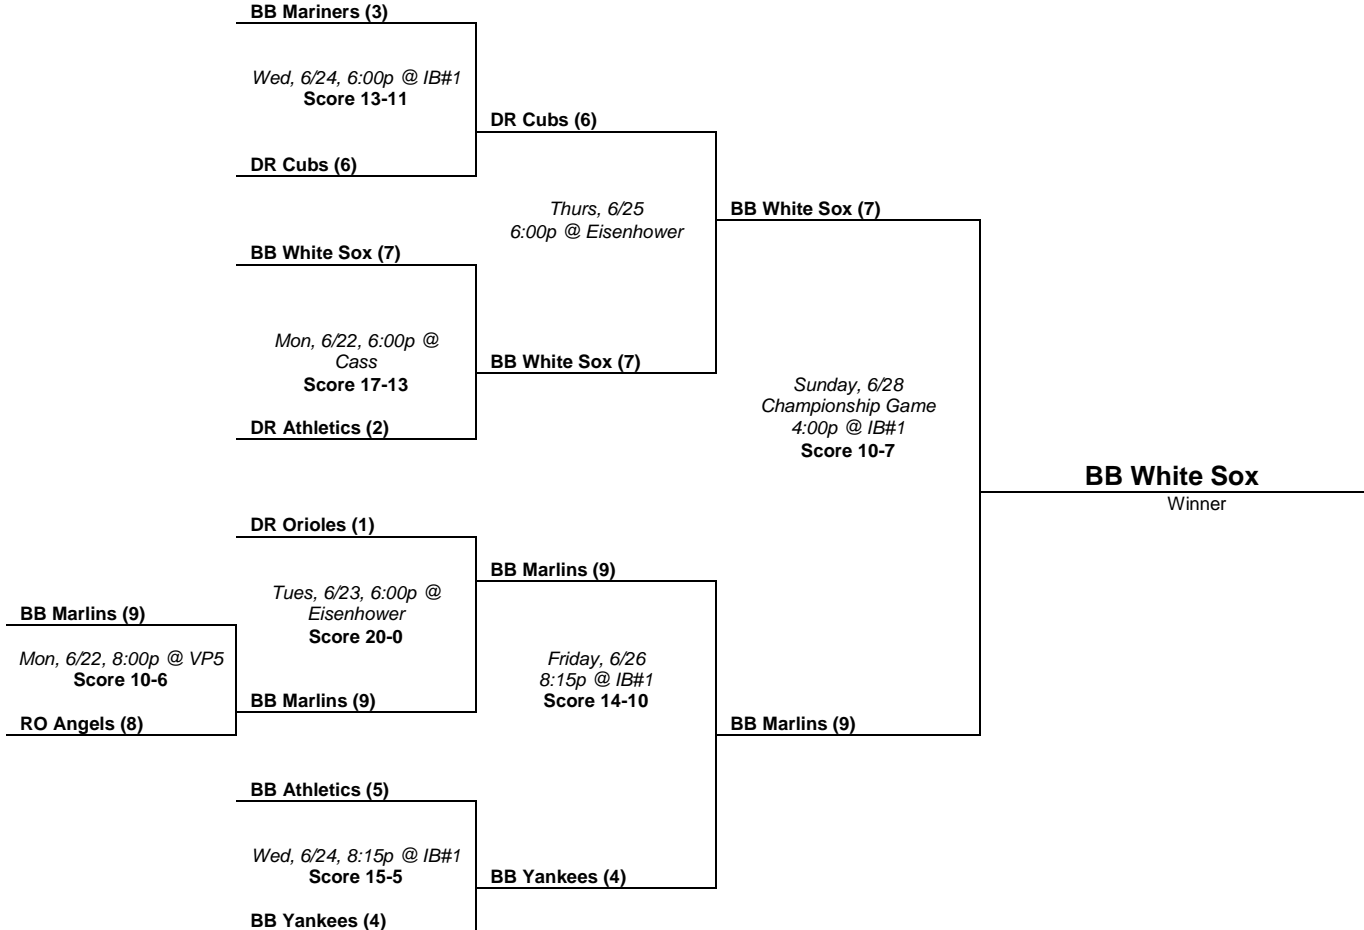 BB Mariners (3)
Wed, 6/24, 6:00p @ IB#1
Score 13-11
DR Cubs (6)
DR Cubs (6)
Thurs, 6/25
6:00p @ Eisenhower
BB White Sox (7)
BB White Sox (7)
Mon, 6/22, 6:00p @
Cass
Score 17-13
BB White Sox (7)
DR Athletics (2)
Sunday, 6/28
Championship Game
4:00p @ IB#1
Score 10-7
BB White Sox
Winner
DR Orioles (1)
Tues, 6/23, 6:00p @
Eisenhower
Score 20-0
BB Marlins (9)
BB Marlins (9)
Mon, 6/22, 8:00p @ VP5
Score 10-6
RO Angels (8)
BB Marlins (9)
Friday, 6/26
8:15p @ IB#1
Score 14-10
BB Marlins (9)
BB Athletics (5)
Wed, 6/24, 8:15p @ IB#1
Score 15-5
BB Yankees (4)
BB Yankees (4)